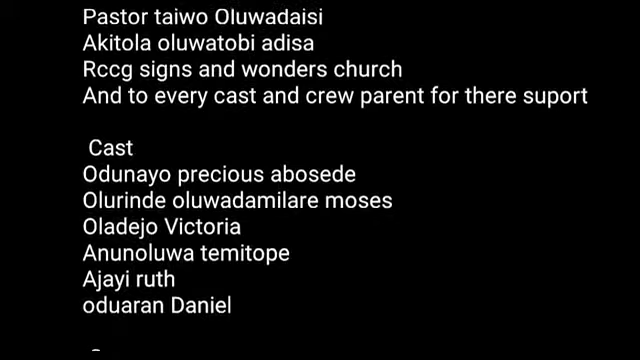 Pastor taiwo Oluwadaisi
Akitola oluwatobi adisa
Rccg signs and wonders church
And to every cast and crew parent for there suport
Cast
Odunayo precious abosede
Olurinde oluwadamilare moses
Oladejo Victoria
Anunoluwa temitope
Ajayi ruth
oduaran Daniel